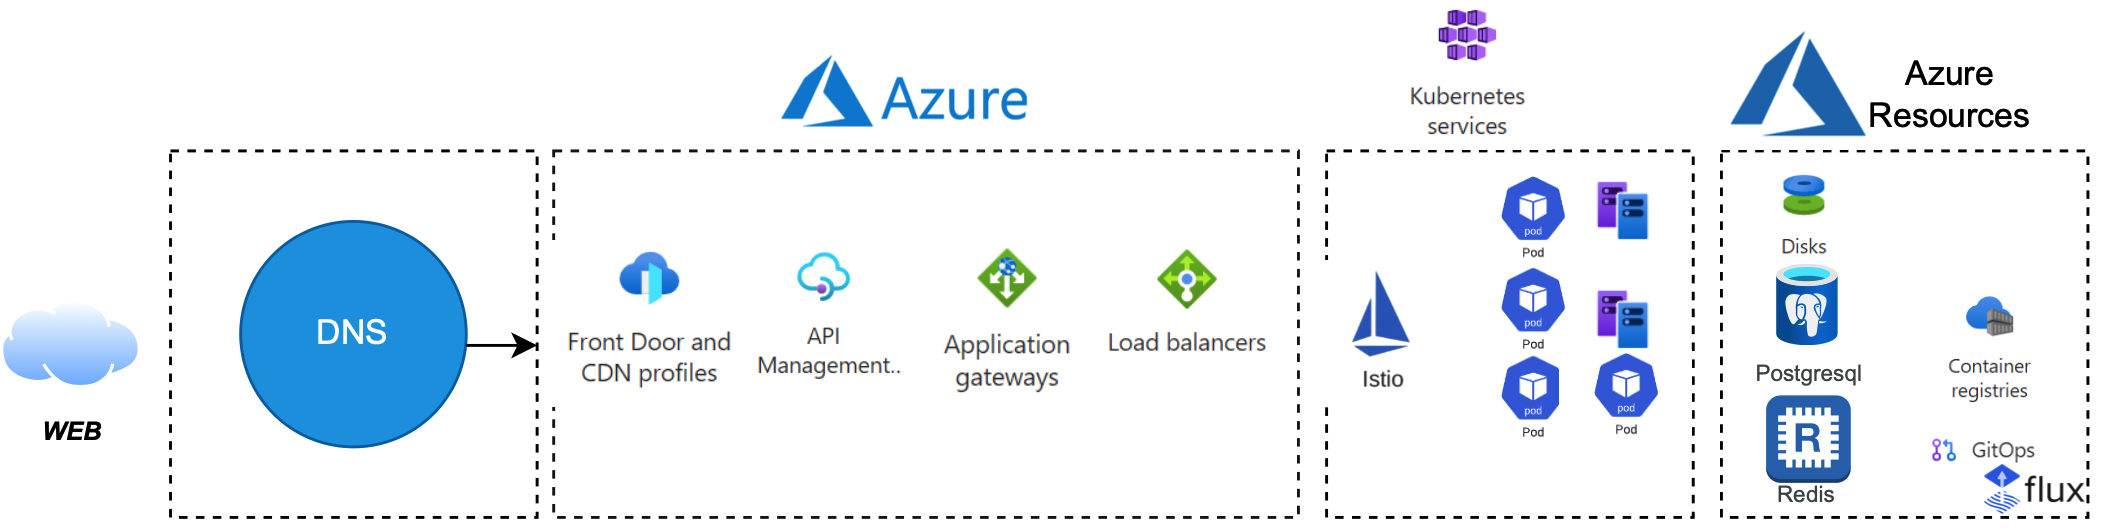 WEB
DNS
Azure
Front Door and
CDN profiles
API
Management..
Application
gateways
Load balancers
Kubernetes
services
Istio
pod
Pod
pod
Pod
pod
Pod
pod
Pod
Azure
Resources
Disks
Postgresql
R
Redis
Container
registries
GitOps
flux